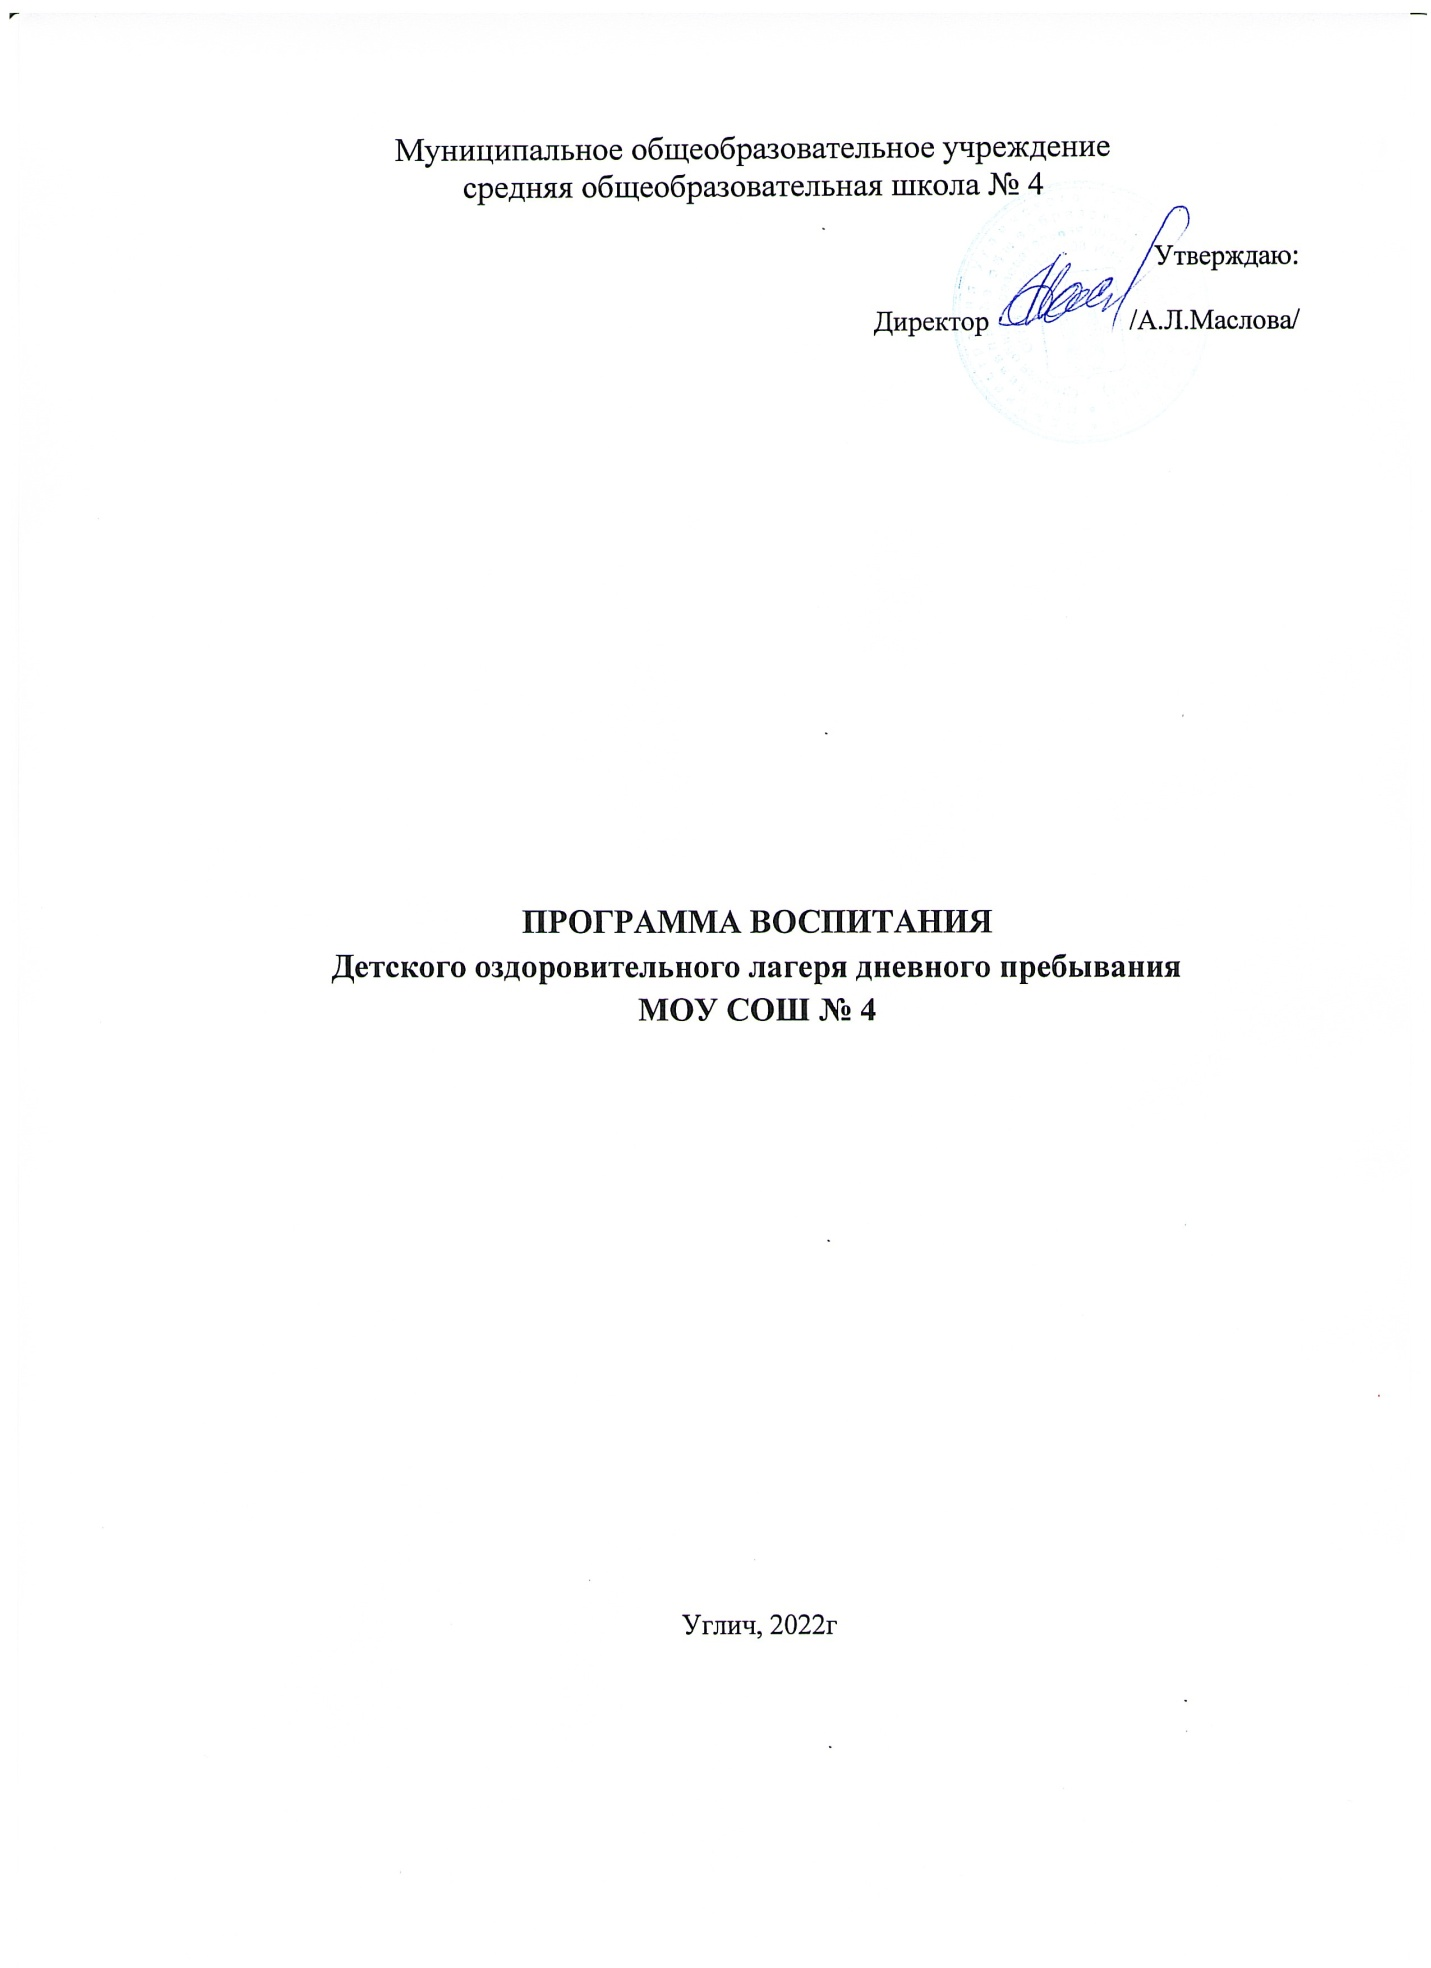 Муниципальное общеобразовательное учреждение
средняя общеобразовательная школа № 4
Утверждаю:
Директор /А.Л.Маслова/
ПРОГРАММА ВОСПИТАНИЯ
Детского оздоровительного лагеря дневного пребывания
МОУ СОШ № 4
Углич, 2022г